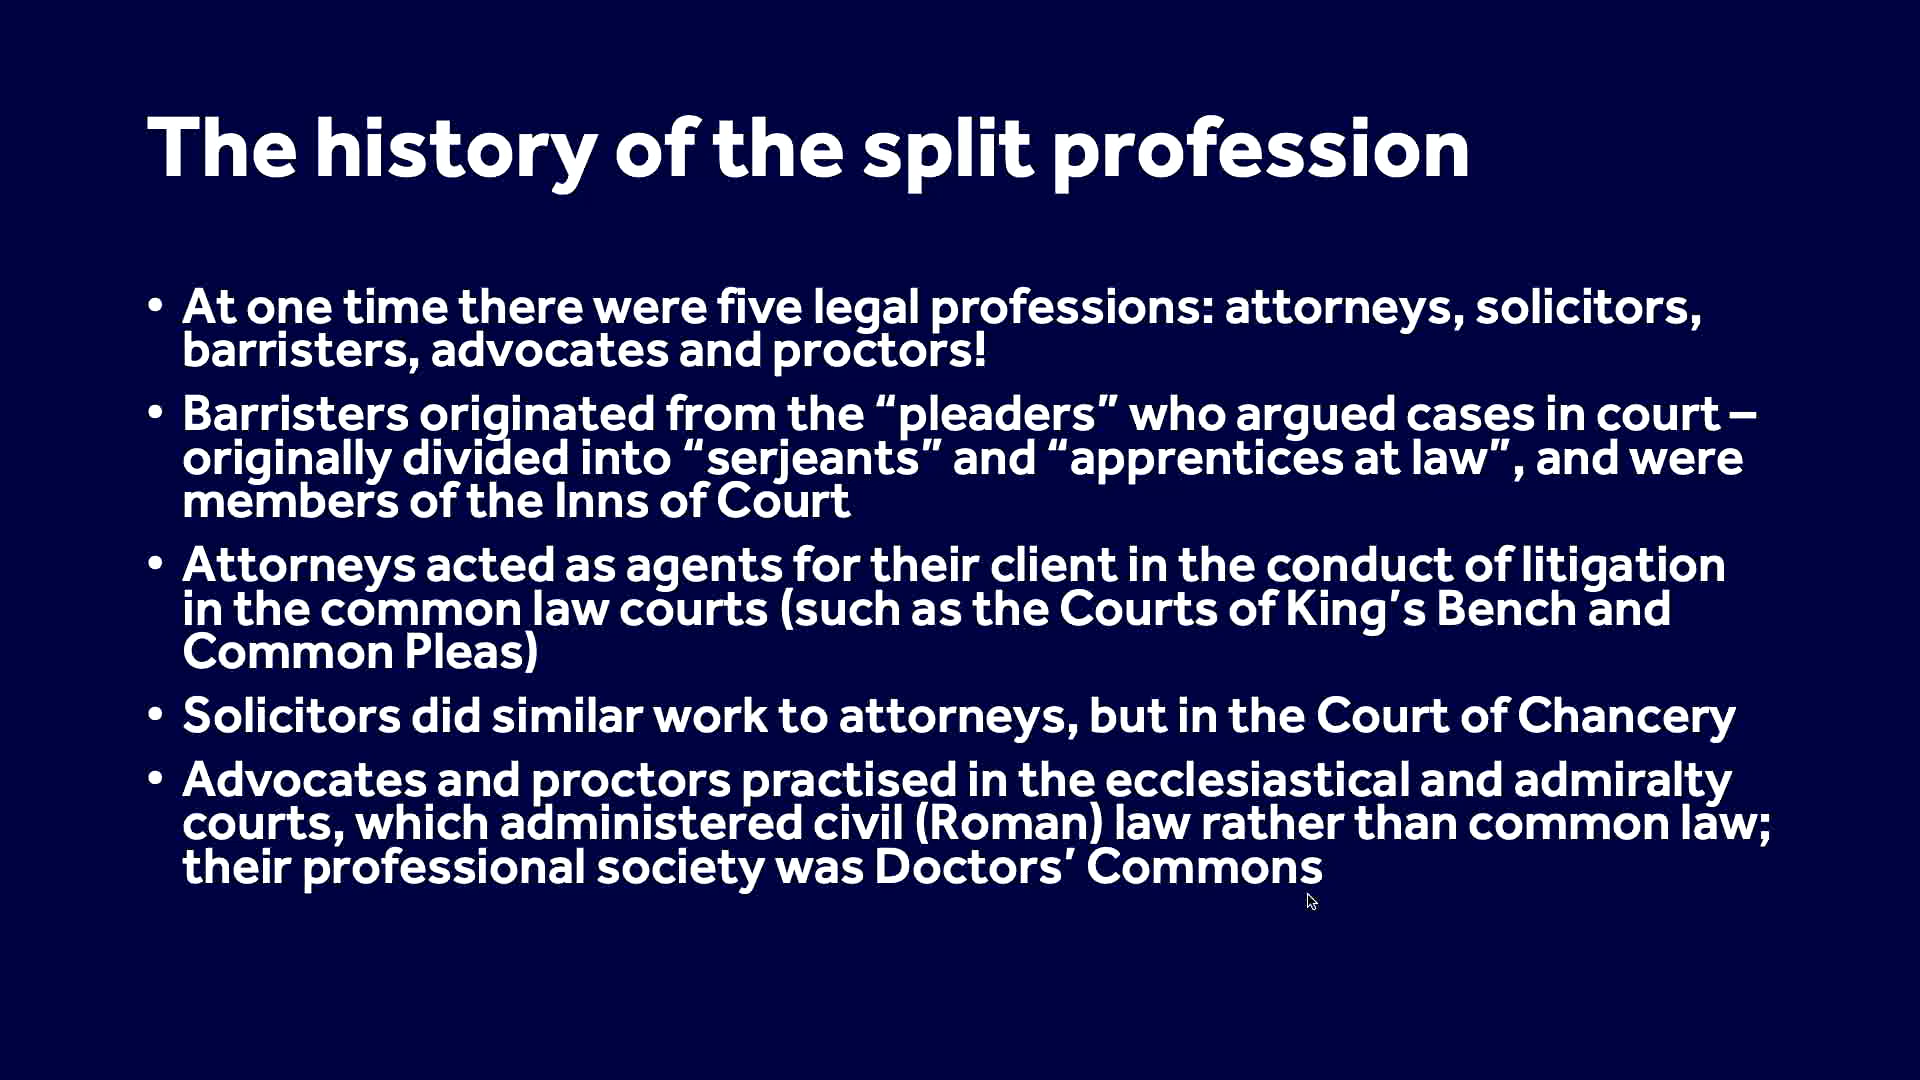 The history of the split profession
• At one time there were five legal professions: attorneys, solicitors,
barristers, advocates and proctors!
• Barristers originated from the “pleaders” who argued cases in court –
originally divided into “serjeants” and “apprentices at law”, and were
members of the Inns of Court
• Attorneys acted as agents for their client in the conduct of litigation
in the common law courts (such as the Courts of King’s Bench and
Common Pleas)
• Solicitors did similar work to attorneys, but in the Court of Chancery
• Advocates and proctors practised in the ecclesiastical and admiralty
courts, which administered civil (Roman) law rather than common law;
their professional society was Doctors’ Commons